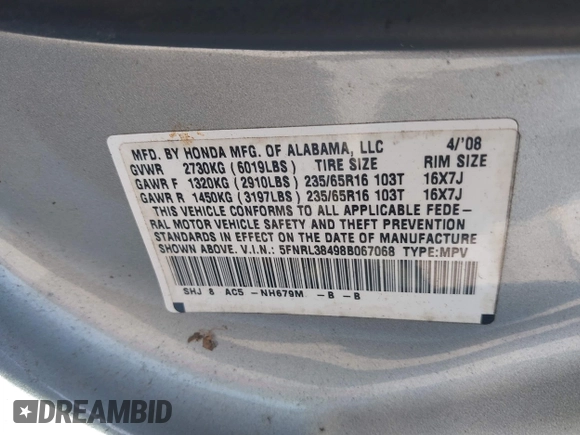 MFD. BY HONDA MFG. OF ALABAMA, LLC 4/'08
GVWR 2730KG (6019LBS) TIRE SIZE RIM SIZE
GAWR F 1320KG (2910LBS) 235/65R16 103T 16X7J
GAWR R 1450KG (3197LBS) 235/65R16 103T 16X7J
THIS VEHICLE CONFORMS TO ALL APPLICABLE FEDE-
RAL MOTOR VEHICLE SAFETY AND THEFT PREVENTION
STANDARDS IN EFFECT ON THE DATE OF MANUFACTURE
SHOWN ABOVE. V.I.N.: 5FNRL38498B067068 TYPE:MPV
SHJ 8 AC5 -NH679M -B -B
DREAMBID